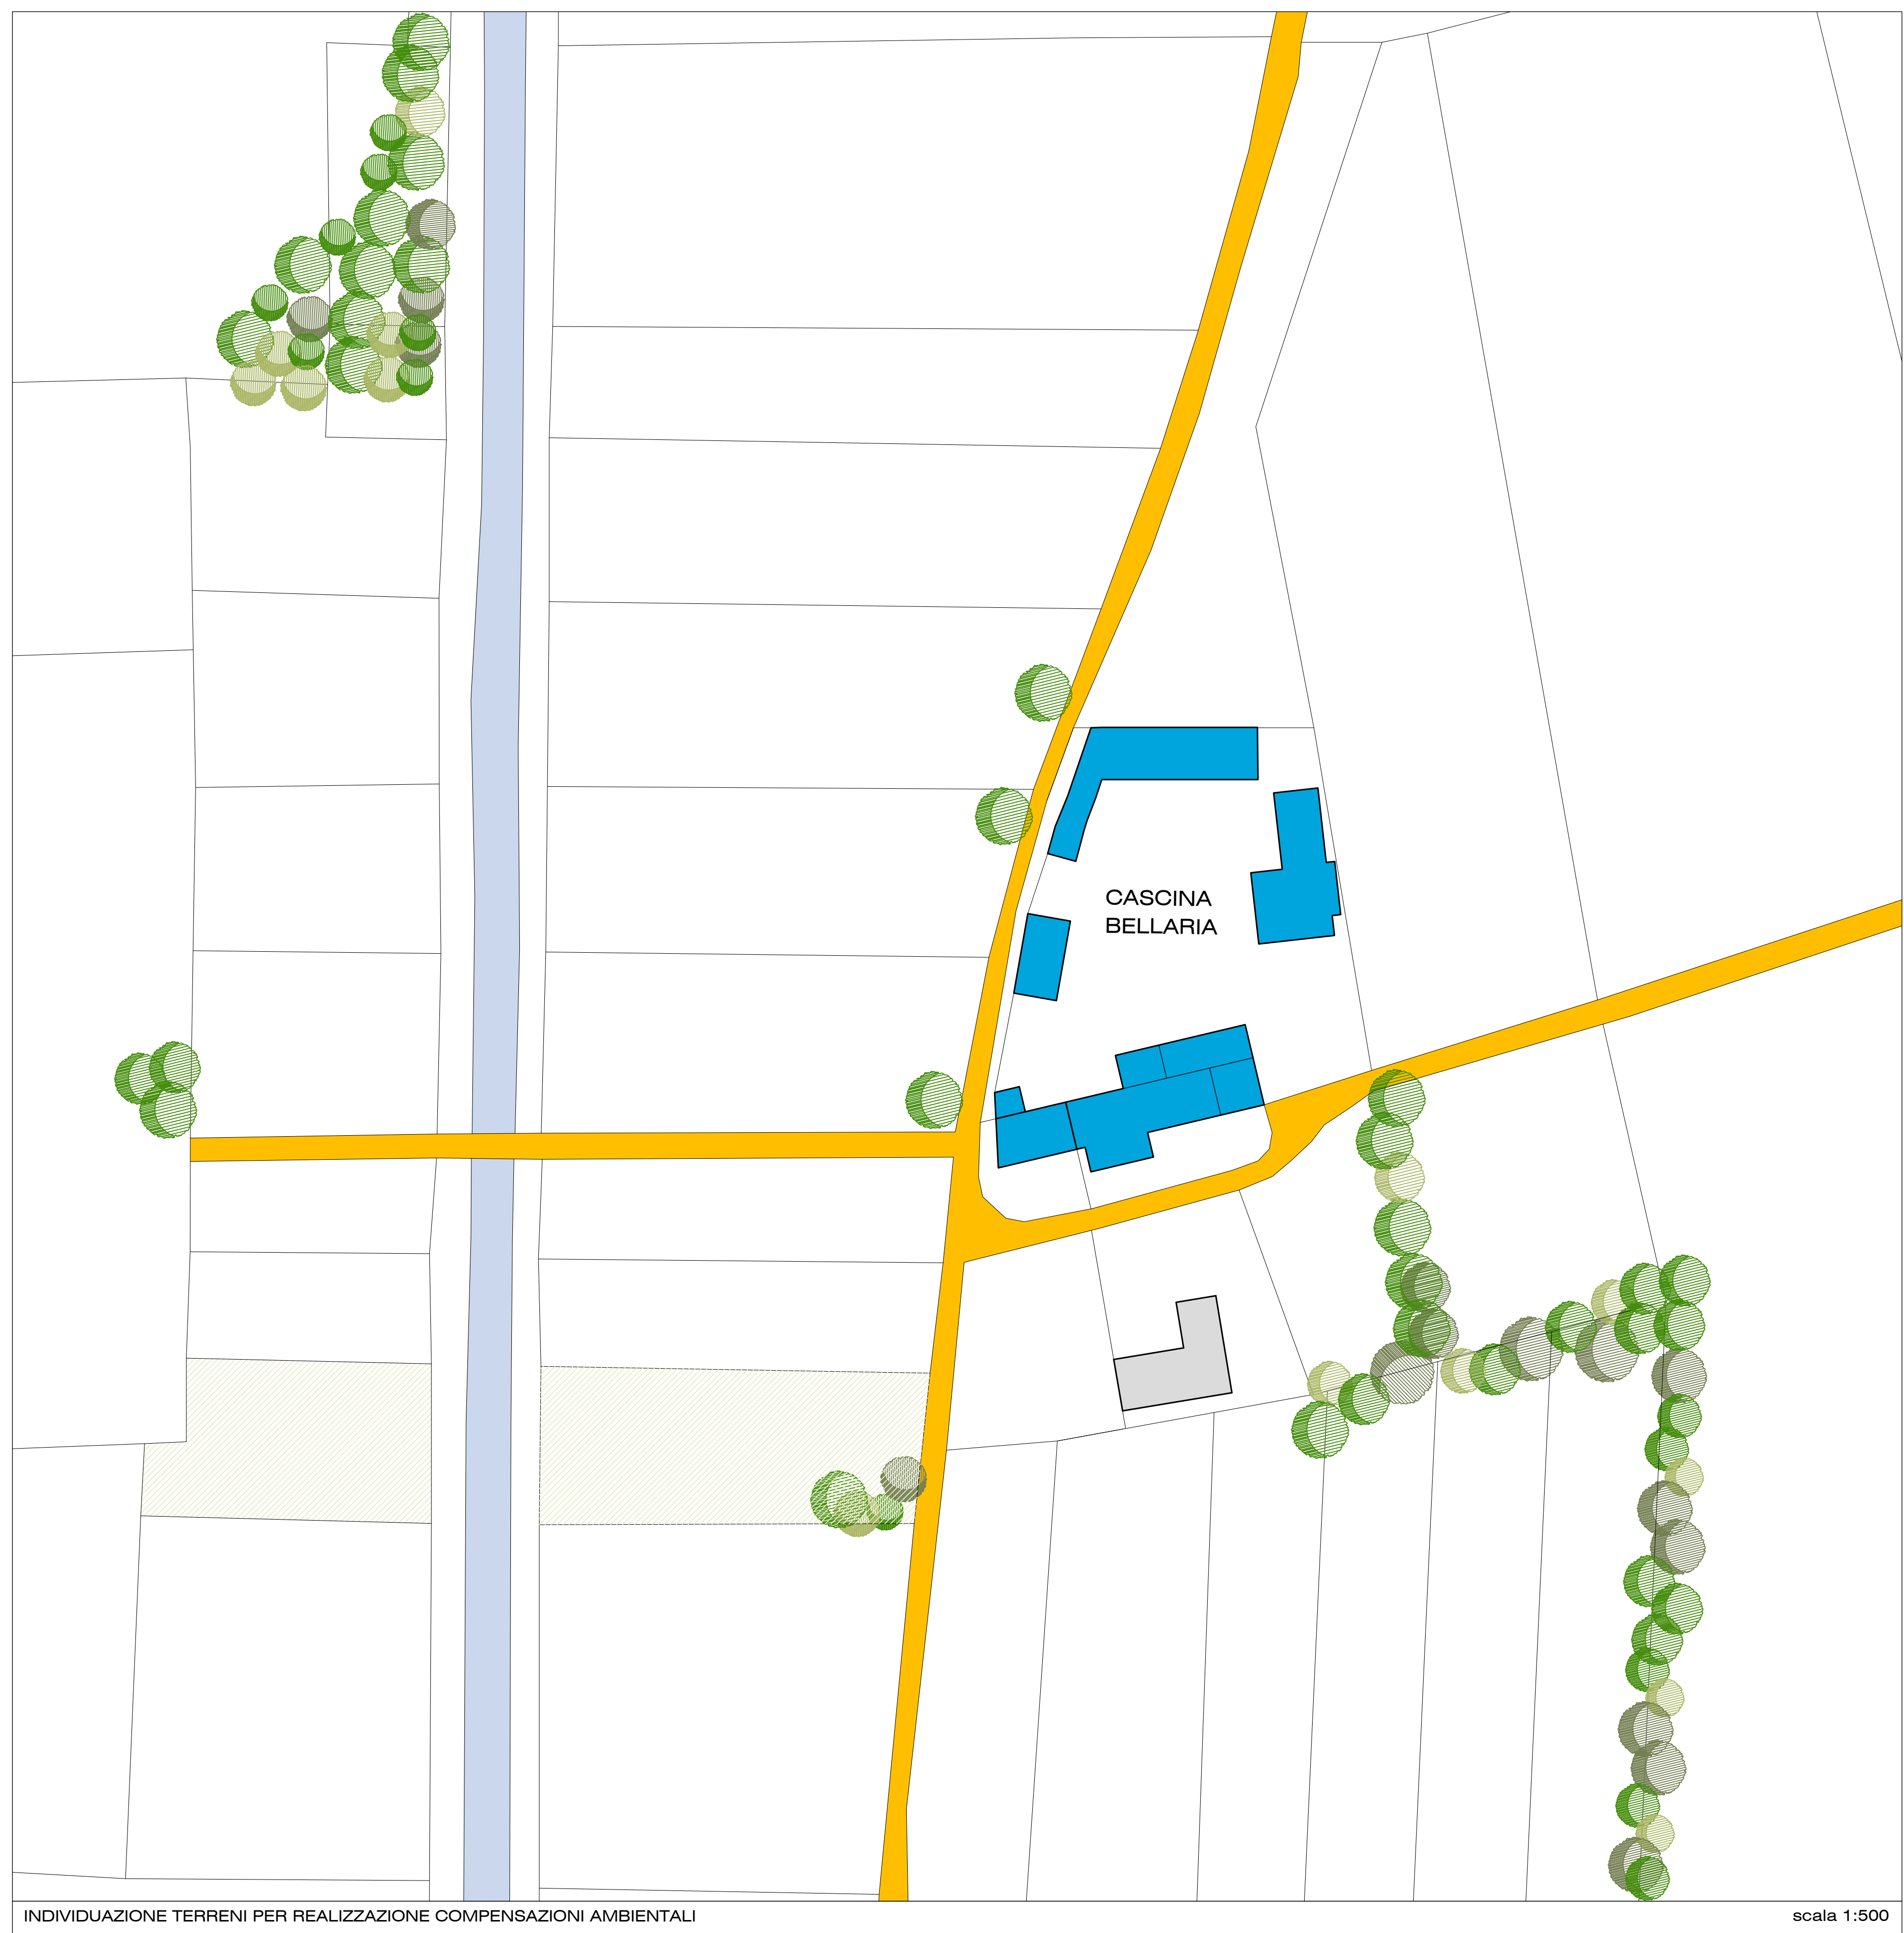 CASCINA
BELLARIA
INDIVIDUAZIONE TERRENI PER REALIZZAZIONE COMPENSAZIONI AMBIENTALI
scala 1:500